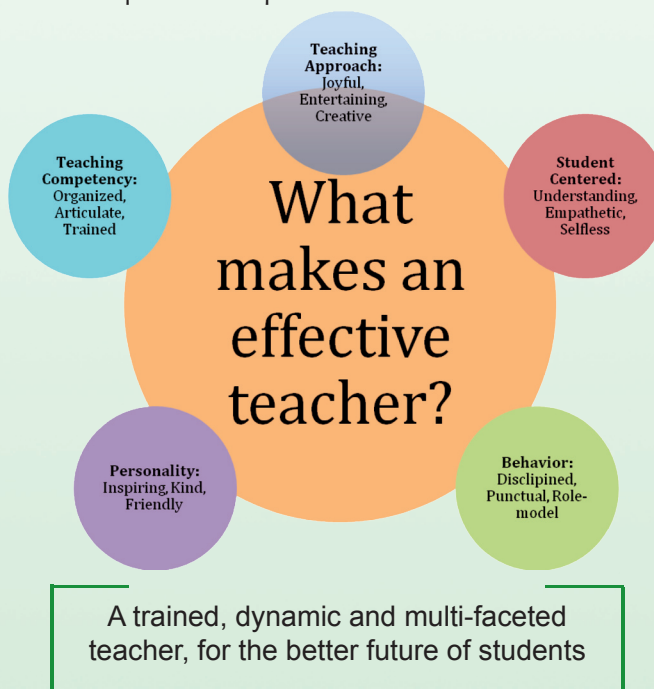 Teaching
Approach:
Joyful,
Entertaining,
Creative
Teaching
Competency:
Organized,
Articulate,
Trained
Student
Centered:
Understanding,
Empathetic,
Selfless
What
makes an
effective
teacher?
Personality:
Inspiring, Kind,
Friendly
Behavior:
Disclipined,
Punctual, Role-
model
A trained, dynamic and multi-faceted
teacher, for the better future of students